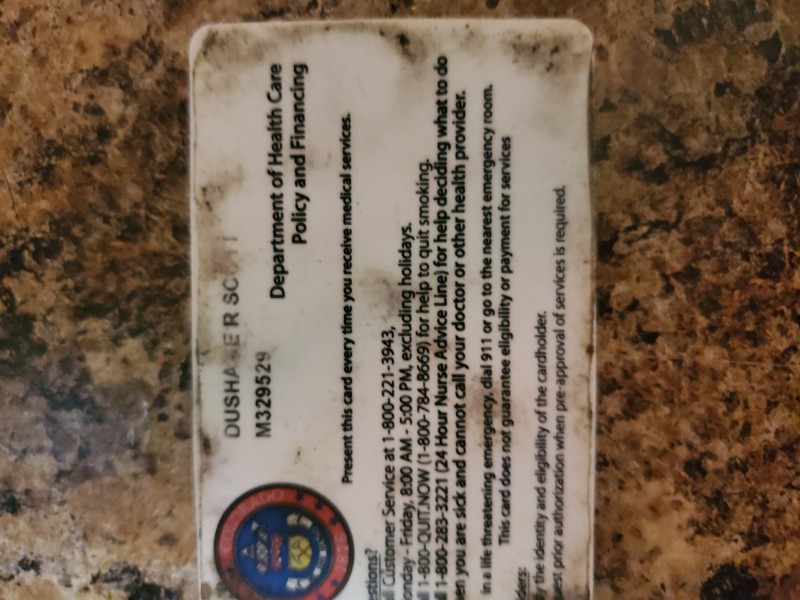 M329529
Department of Health Care
Policy and Financing
Present this card every time you receive medical services.
Customer Service at 1-800-221-3943,
Friday, 8:00 AM - 5:00 PM, excluding holidays.
1-800-QUIT.NOW (1-800-784-8669) for help to quit smoking.
1-800-283-3221 (24 Hour Nurse Advice Line) for help deciding what to do
you are sick and cannot call your doctor or other health provider.
In a life threatening emergency, dial 911 or go to the nearest emergency room.
This card does not guarantee eligibility or payment for services
the identity and eligibility of the cardholder.
prior authorization when pre-approval of services is required.